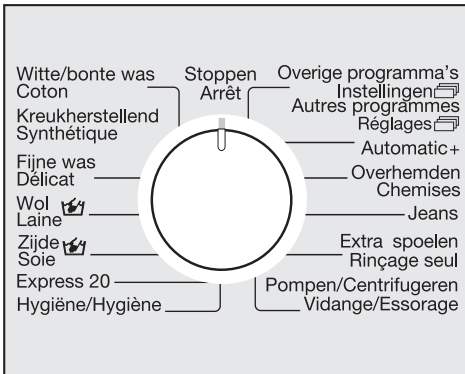 Witte/bonte was
Coton
Kreukherstellend
Synthétique
Fijne was
Délicat
Wol
Laine
Zijde
Soie
Express 20
Hygiëne/Hygiène
Stoppen
Arrêt
Overige programma's
Instellingen
Autres programmes
Réglages
Automatic+
Overhemden
Chemises
Jeans
Extra spoelen
Rinçage seul
Pompen/Centrifugeren
Vidange/Essorage